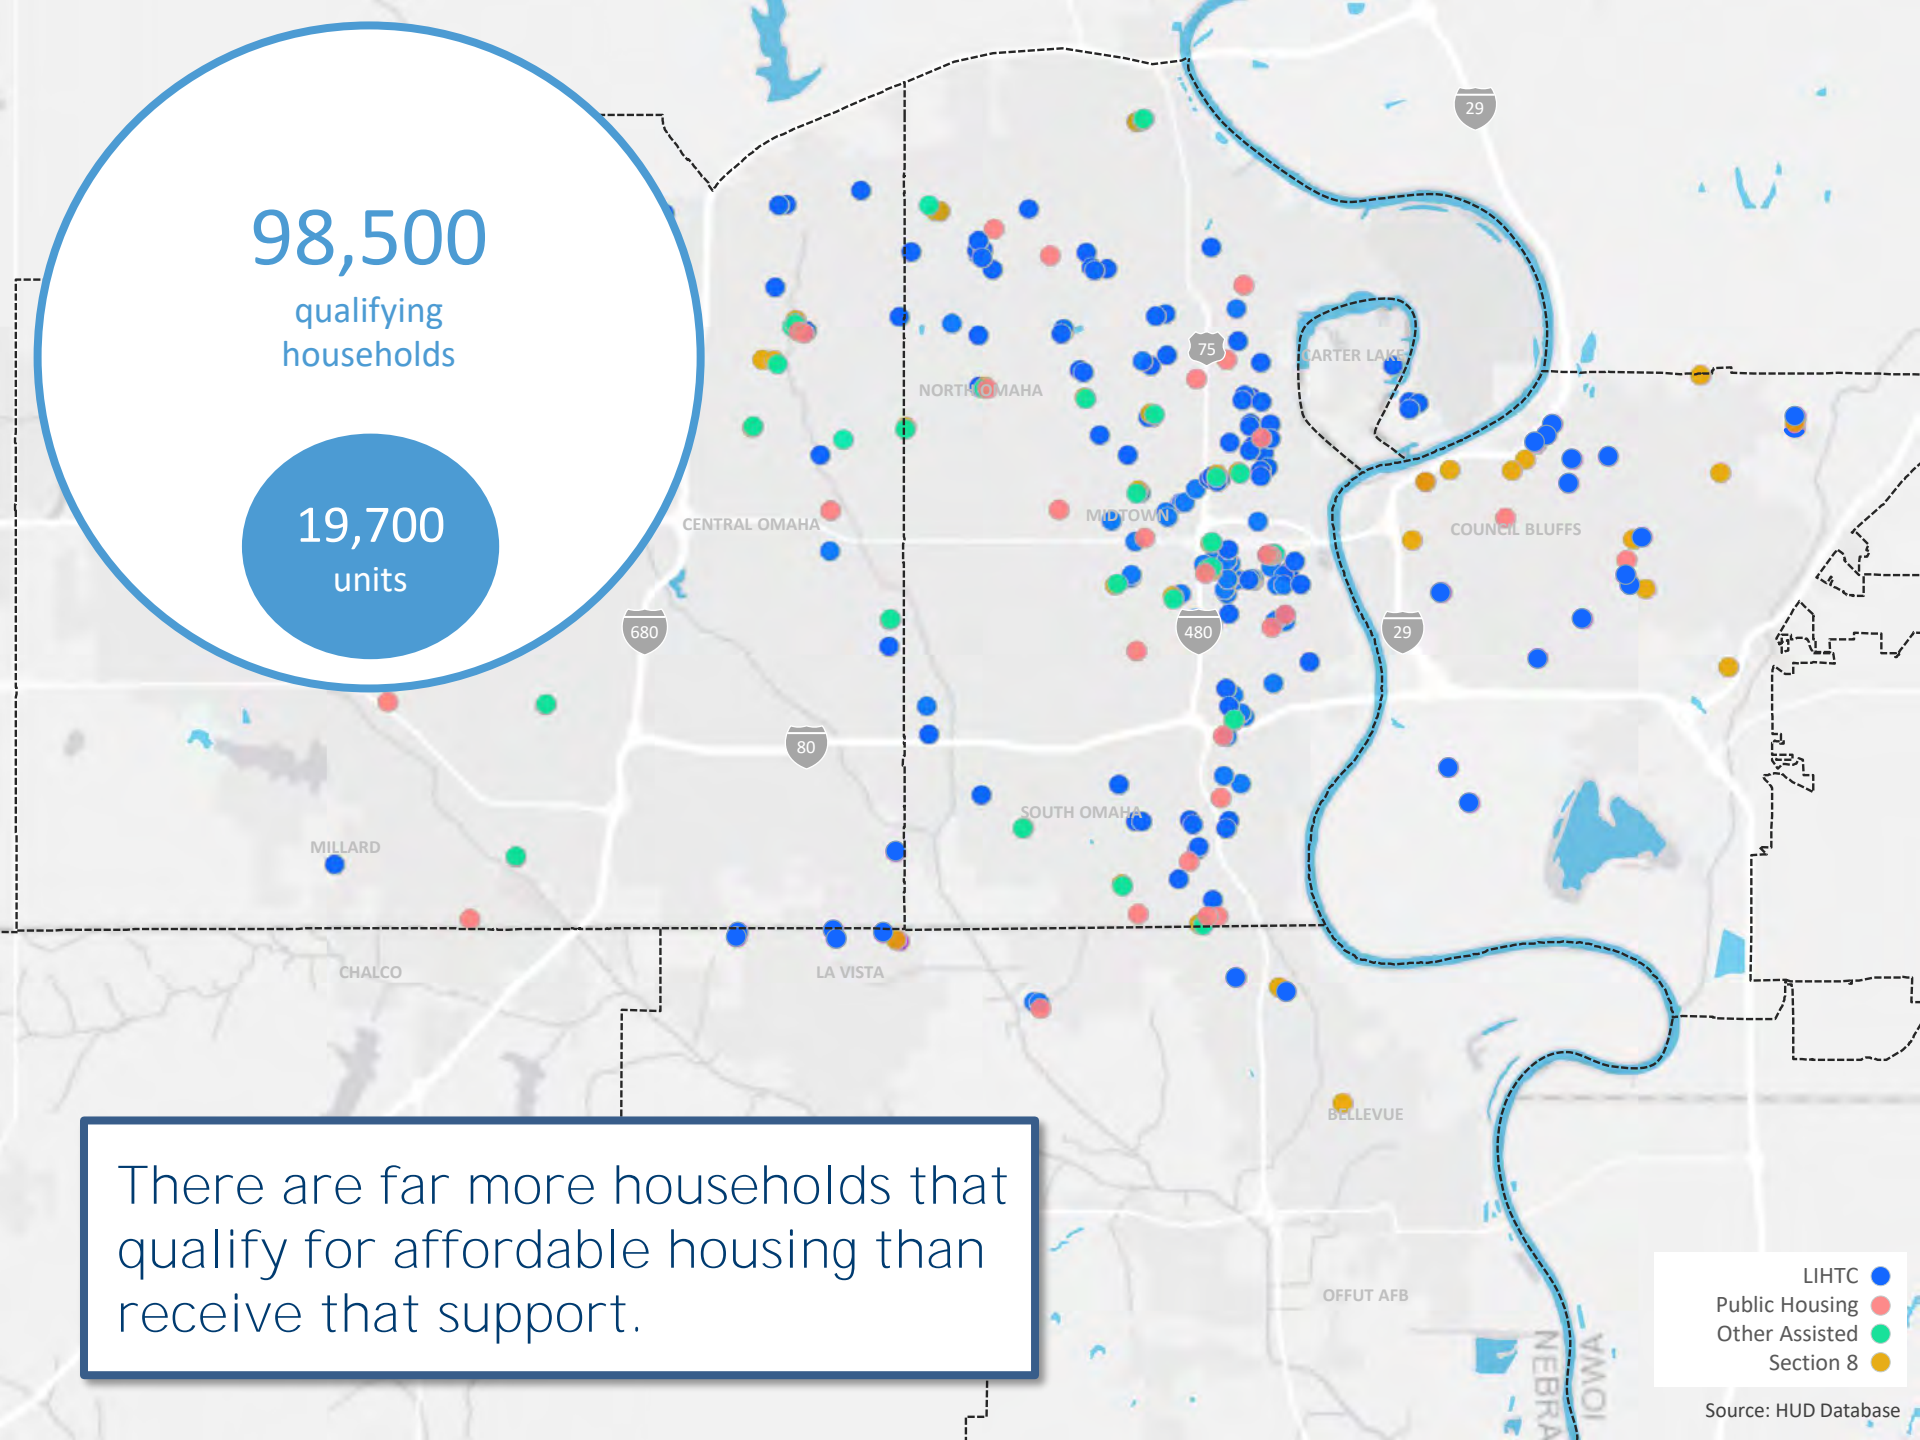 98,500
qualifying
households
19,700
units
29
75
CARTER LAKE
NORTH OMAHA
CENTRAL OMAHA
MIDTOWN
COUNCIL BLUFFS
680
480
29
80
SOUTH OMAHA
MILLARD
CHALCO
LA VISTA
BELLEVUE
There are far more households that
qualify for affordable housing than
receive that support.
OFFUT AFB
NEBRA
IOWA
LIHTC
Public Housing
Other Assisted
Section 8
Source: HUD Database